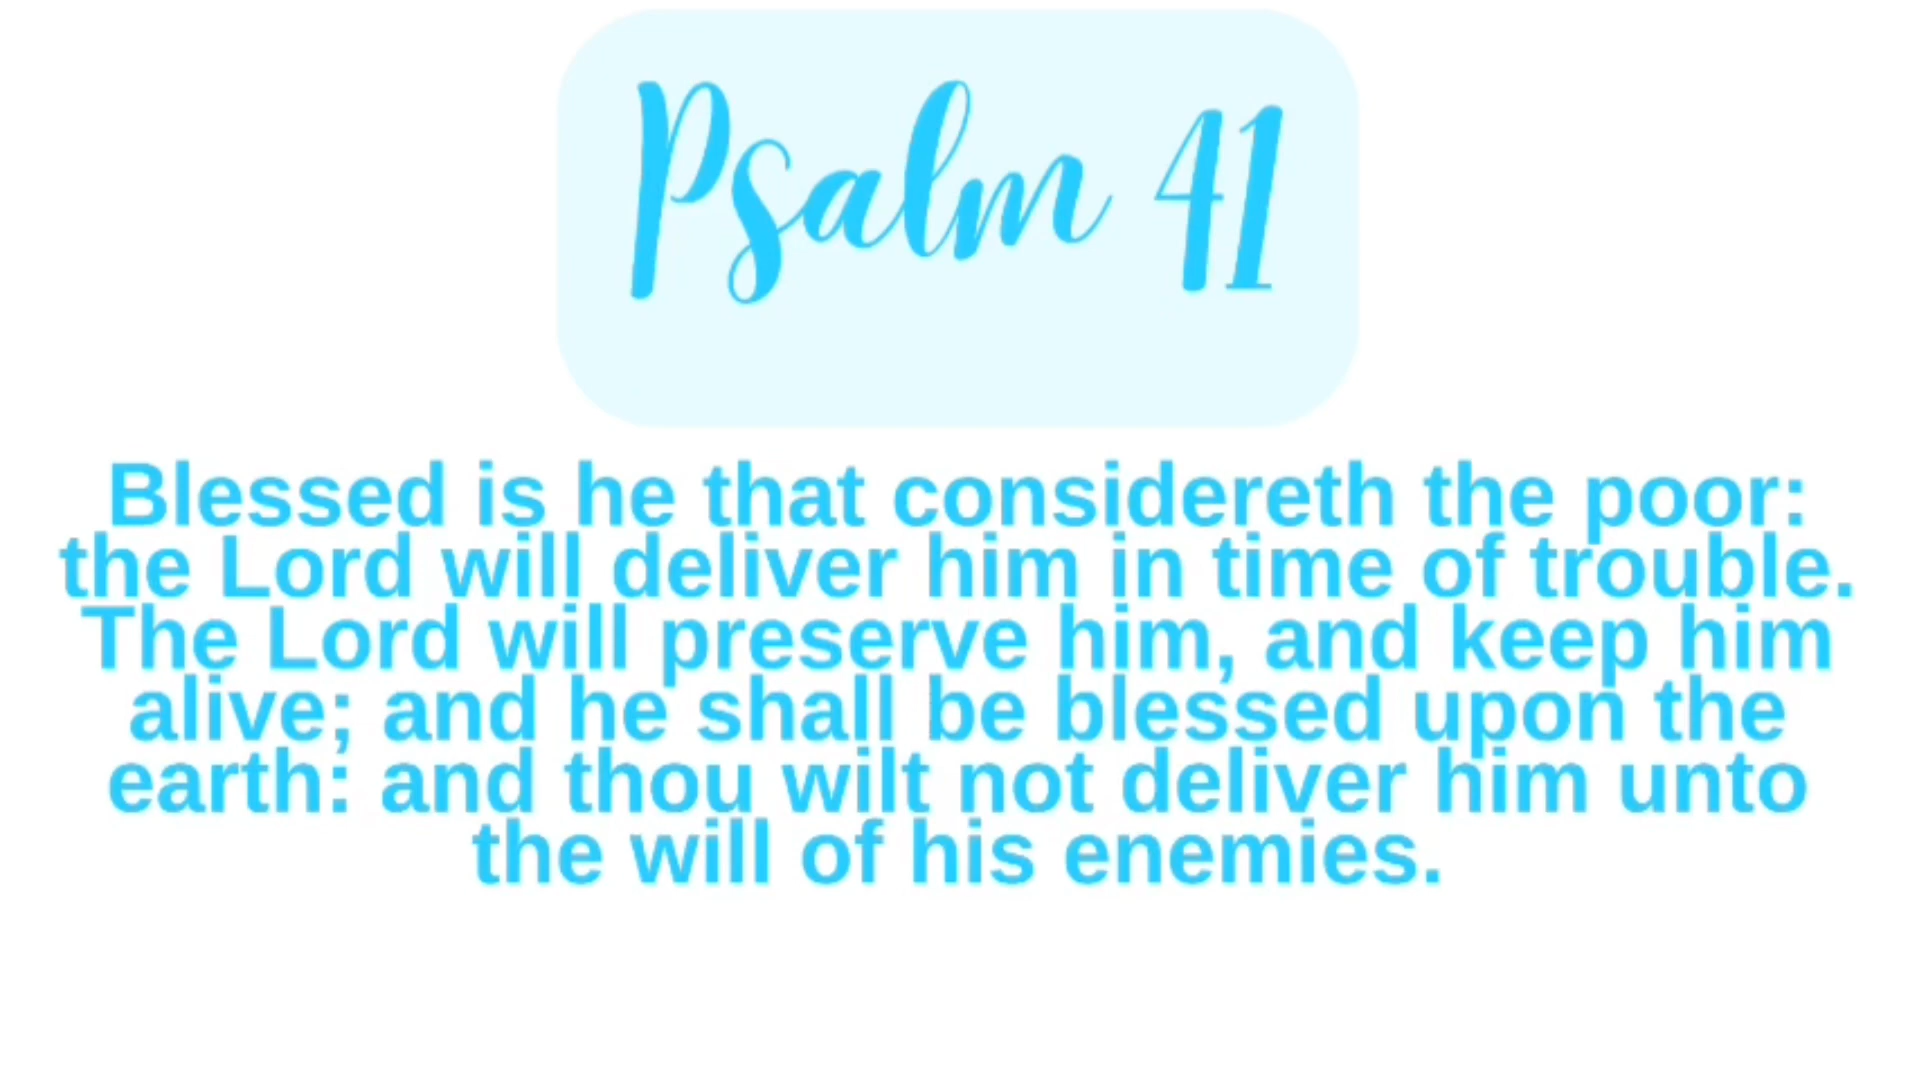 Psalm 41
Blessed is he that considereth the poor:
the Lord will deliver him in time of trouble.
The Lord will preserve him, and keep him
alive; and he shall be blessed upon the
earth: and thou wilt not deliver him unto
the will of his enemies.